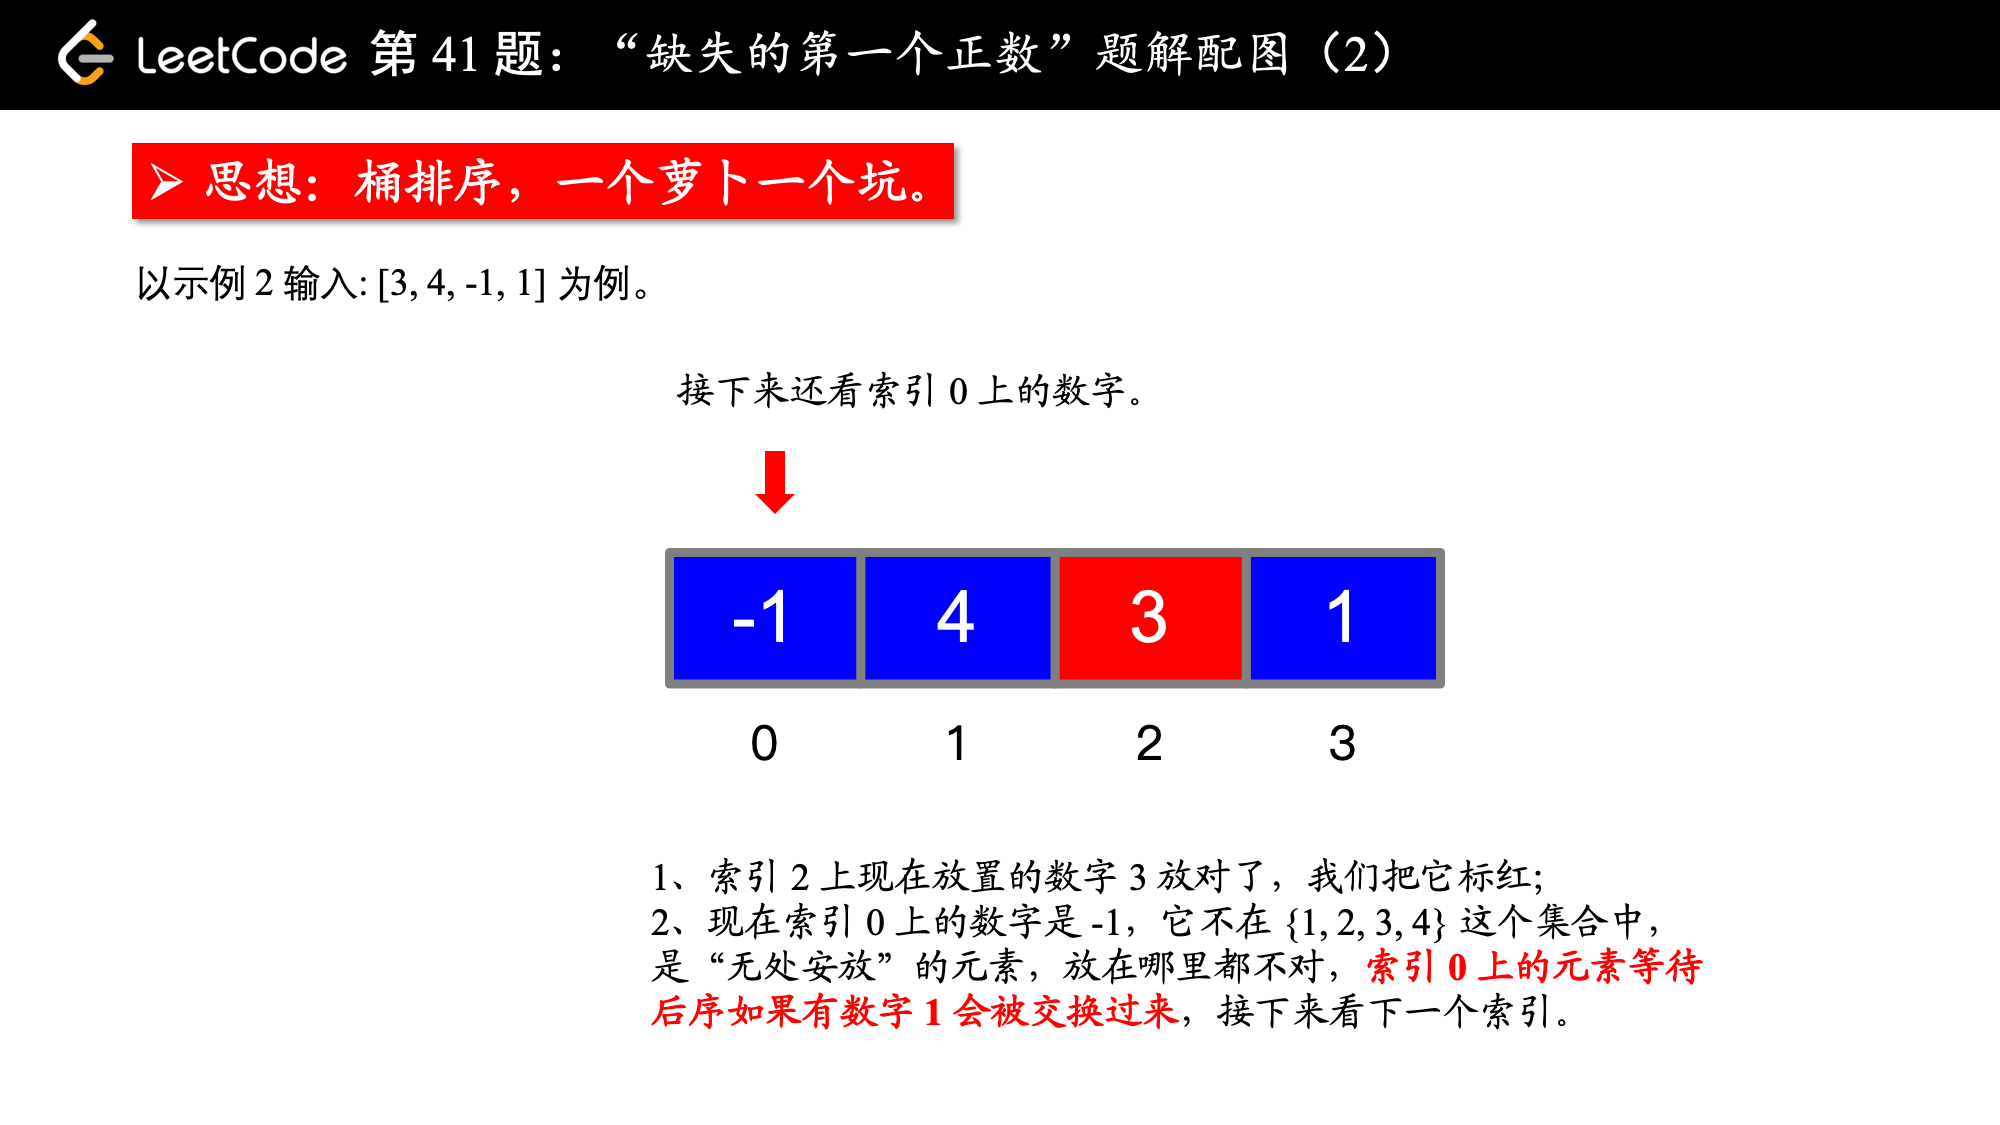 LeetCode 第 41 题：“缺失的第一个正数”题解配图（2）
➢ 思想：桶排序，一个萝卜一个坑。
以示例 2 输入: [3, 4, -1, 1] 为例。
接下来还看索引 0 上的数字。
-1 4 3 1
0 1 2 3
1、索引 2 上现在放置的数字 3 放对了，我们把它标红；
2、现在索引 0 上的数字是 -1，它不在 {1, 2, 3, 4} 这个集合中，
是“无处安放”的元素，放在哪里都不对，索引 0 上的元素等待
后序如果有数字 1 会被交换过来，接下来看下一个索引。